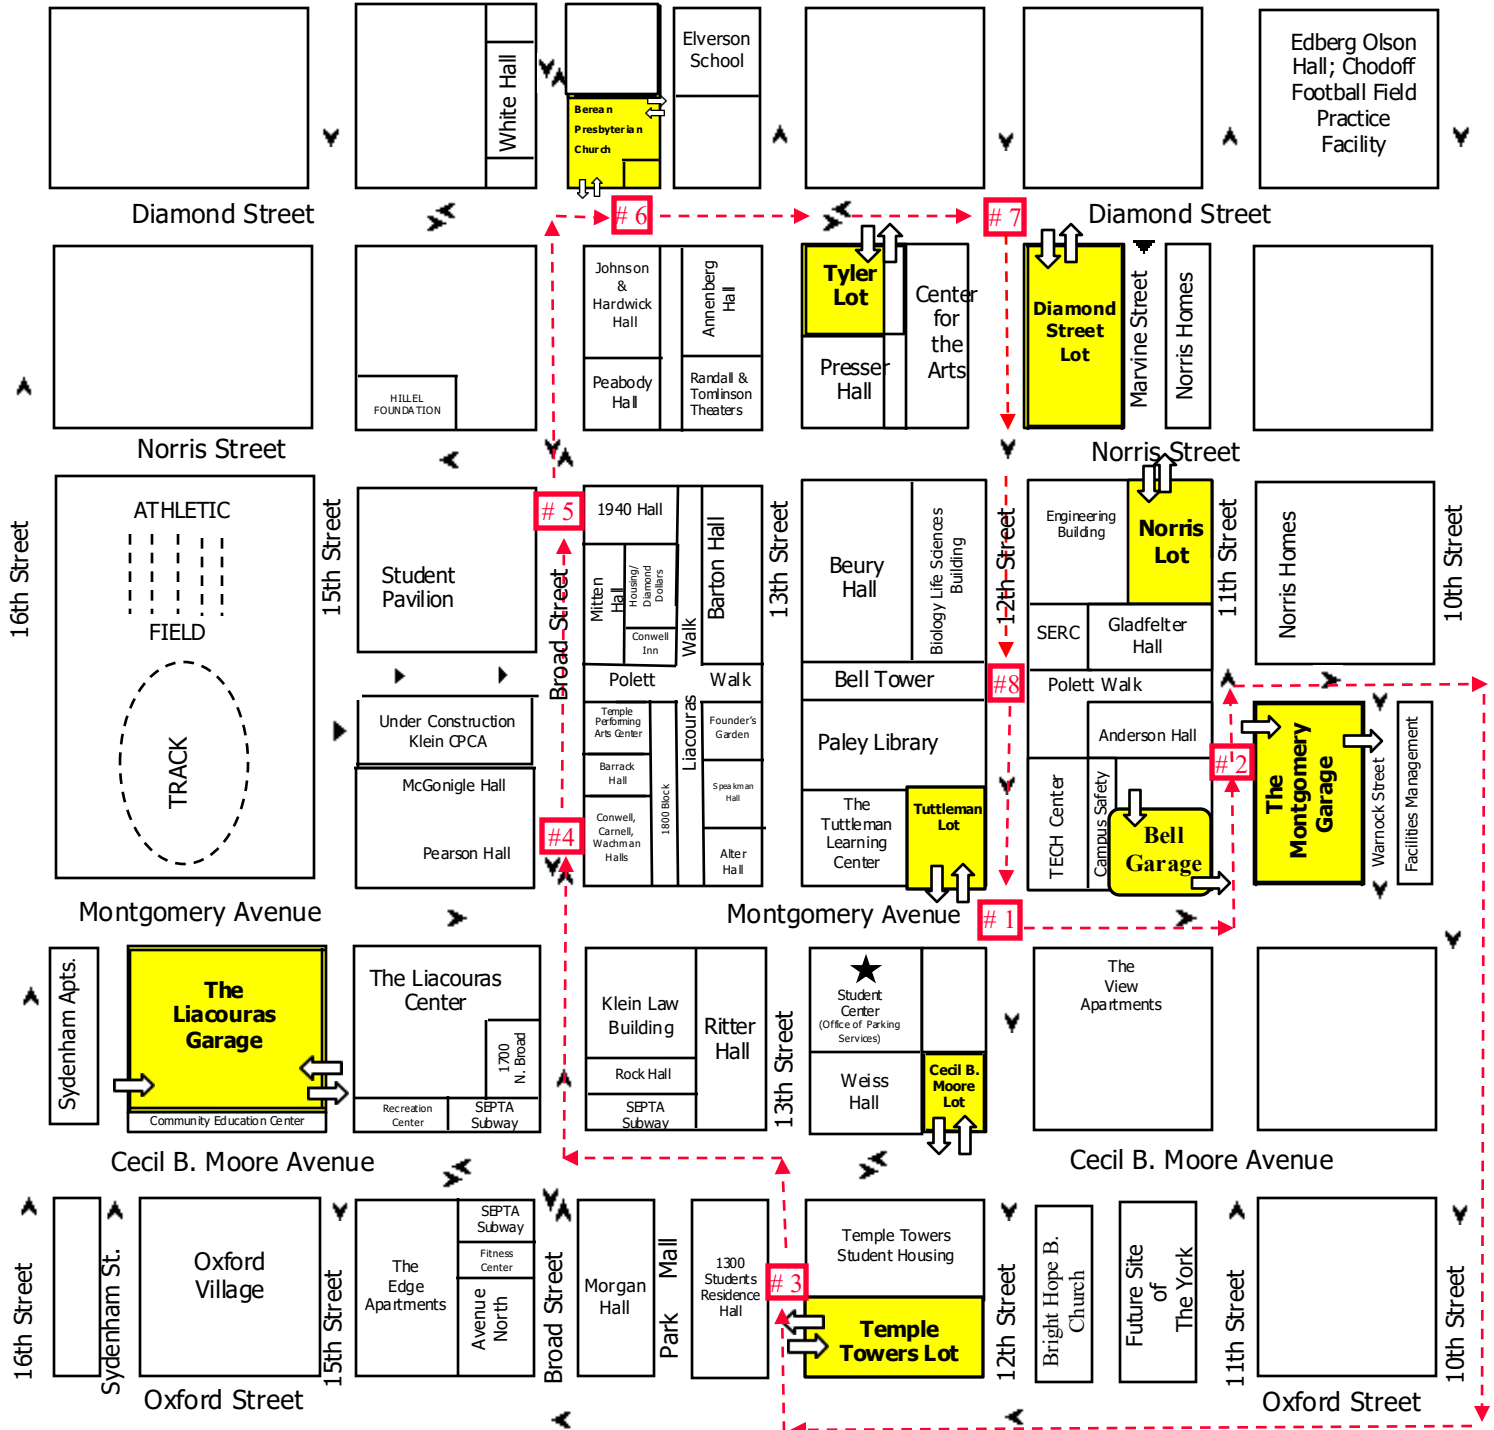 White Hall
Elverson
School
Edberg Olson
Hall; Chodoff
Football Field
Practice
Facility
Berean
Presbyterian
Church
Diamond Street
# 6
# 7
Diamond Street
Johnson
&
Hardwick
Hall
Annenberg
Hall
Tyler
Lot
Center
for
the
Arts
Diamond
Street
Lot
Marvine Street
Norris Homes
HILLEL
FOUNDATION
Peabody
Hall
Randall &
Tomlinson
Theaters
Presser
Hall
Norris Street
Norris Street
16th Street
ATHLETIC
FIELD
TRACK
15th Street
Student
Pavilion
# 5
Broad Street
1940 Hall
Mitten
Hall
Housing/
Diamond
Dollars
Conwell
Inn
Walk
Barton Hall
13th Street
Beury
Hall
Biology Life Sciences
Building
12th Street
Engineering
Building
Norris
Lot
11th Street
Norris Homes
10th Street
SERC
Gladfelter
Hall
Polett
Walk
Bell Tower
#8
Polett Walk
Under Construction
Klein CPCA
Temple
Performing
Arts Center
Liacouras
Founder's
Garden
Paley Library
Anderson Hall
# 2
The
Montgomery
Garage
Warnock Street
Facilities Management
McGonigle Hall
Barrack
Hall
1800 Block
Speakman
Hall
The
Tuttleman
Learning
Center
Tuttleman
Lot
TECH Center
Campus Safety
Bell
Garage
Pearson Hall
#4
Conwell,
Carnell,
Wachman
Halls
Alter
Hall
Montgomery Avenue
Montgomery Avenue
# 1
Sydenham Apts.
The
Liacouras
Garage
Community Education Center
The Liacouras
Center
1700
N. Broad
Recreation
Center
SEPTA
Subway
Klein Law
Building
Rock Hall
SEPTA
Subway
Ritter
Hall
13th Street
Student
Center
(Office of Parking
Services)
Weiss
Hall
Cecil B.
Moore
Lot
The
View
Apartments
Cecil B. Moore Avenue
Cecil B. Moore Avenue
16th Street
Sydenham St.
Oxford
Village
15th Street
The
Edge
Apartments
SEPTA
Subway
Fitness
Center
Avenue
North
Broad Street
Morgan
Hall
Park Mall
1300
Students
Residence
Hall
# 3
Temple Towers
Student Housing
Temple
Towers Lot
12th Street
Bright Hope B.
Church
Future Site
of
The York
11th Street
10th Street
Oxford Street
Oxford Street